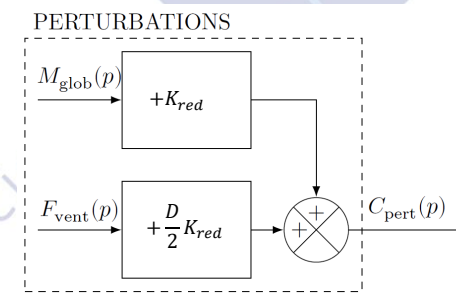 PERTURBATIONS
M_glob(p)
+K_red
F_vent(p)
+D/2 K_red
+
+
C_pert(p)